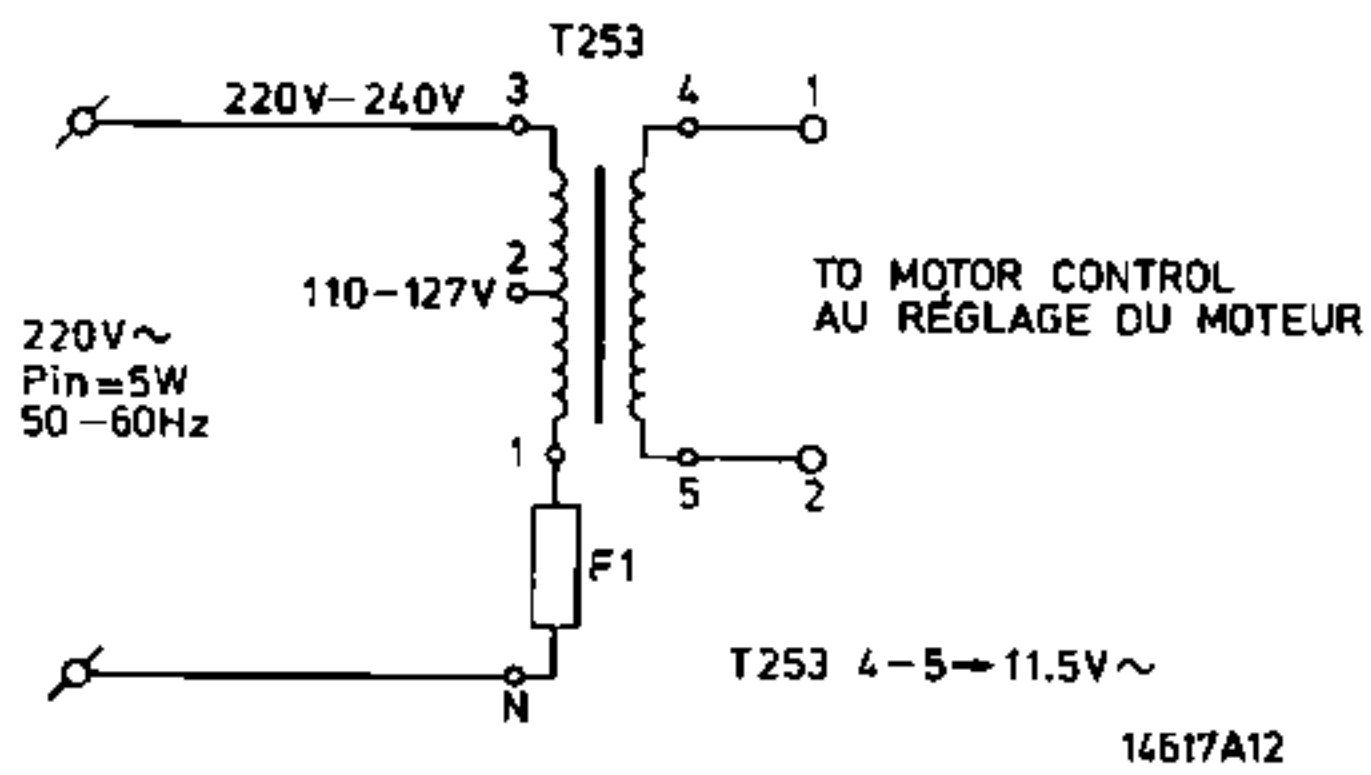 T253
220V–240V
3
4
1
2
110–127V
TO MOTOR CONTROL
AU RÉGLAGE DU MOTEUR
220V~
Pin=5W
50–60Hz
1
5
2
F1
T253 4–5→11.5V~
N
14617A12